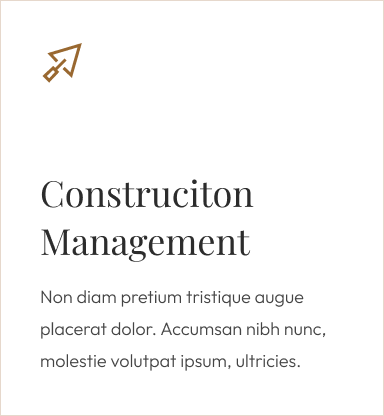 Construciton
Management
Non diam pretium tristique augue
placerat dolor. Accumsan nibh nunc,
molestie volutpat ipsum, ultricies.